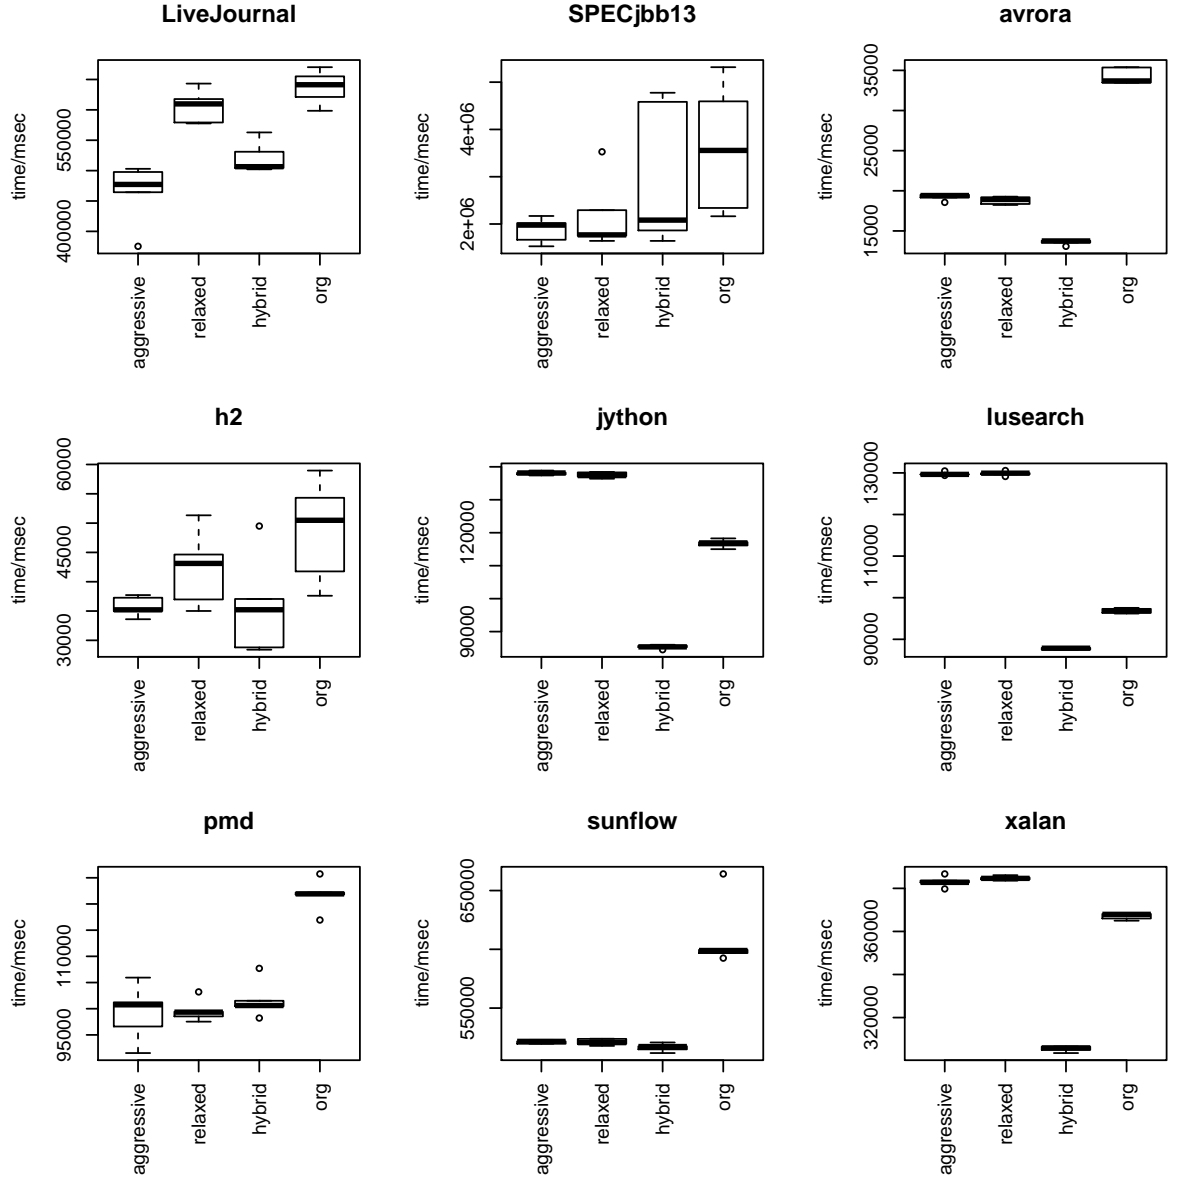 LiveJournal
time/msec
400000
550000
aggressive
relaxed
hybrid
org
SPECjbb13
time/msec
2e+06
4e+06
aggressive
relaxed
hybrid
org
avrora
time/msec
15000
25000
35000
aggressive
relaxed
hybrid
org
h2
time/msec
30000
45000
60000
aggressive
relaxed
hybrid
org
jython
time/msec
90000
120000
aggressive
relaxed
hybrid
org
lusearch
time/msec
90000
110000
130000
aggressive
relaxed
hybrid
org
pmd
time/msec
95000
110000
aggressive
relaxed
hybrid
org
sunflow
time/msec
550000
650000
aggressive
relaxed
hybrid
org
xalan
time/msec
320000
360000
aggressive
relaxed
hybrid
org